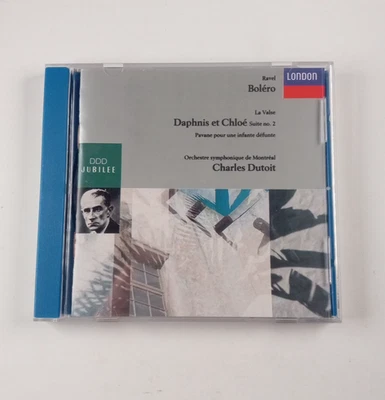 Ravel
Boléro
LONDON
La Valse
Daphnis et Chloé Suite no. 2
Pavane pour une infante défunte
Orchestre symphonique de Montréal
Charles Dutoit
DDD
JUBILEE